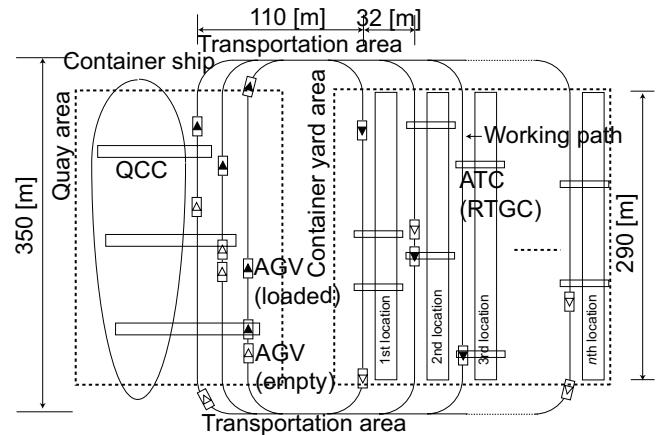 110 [m]
32 [m]
Transportation area
Container ship
Quay area
Container yard area
Working path
QCC
ATC
(RTGC)
350 [m]
290 [m]
AGV
(loaded)
AGV
(empty)
1st location
2nd location
3rd location
nth location
Transportation area